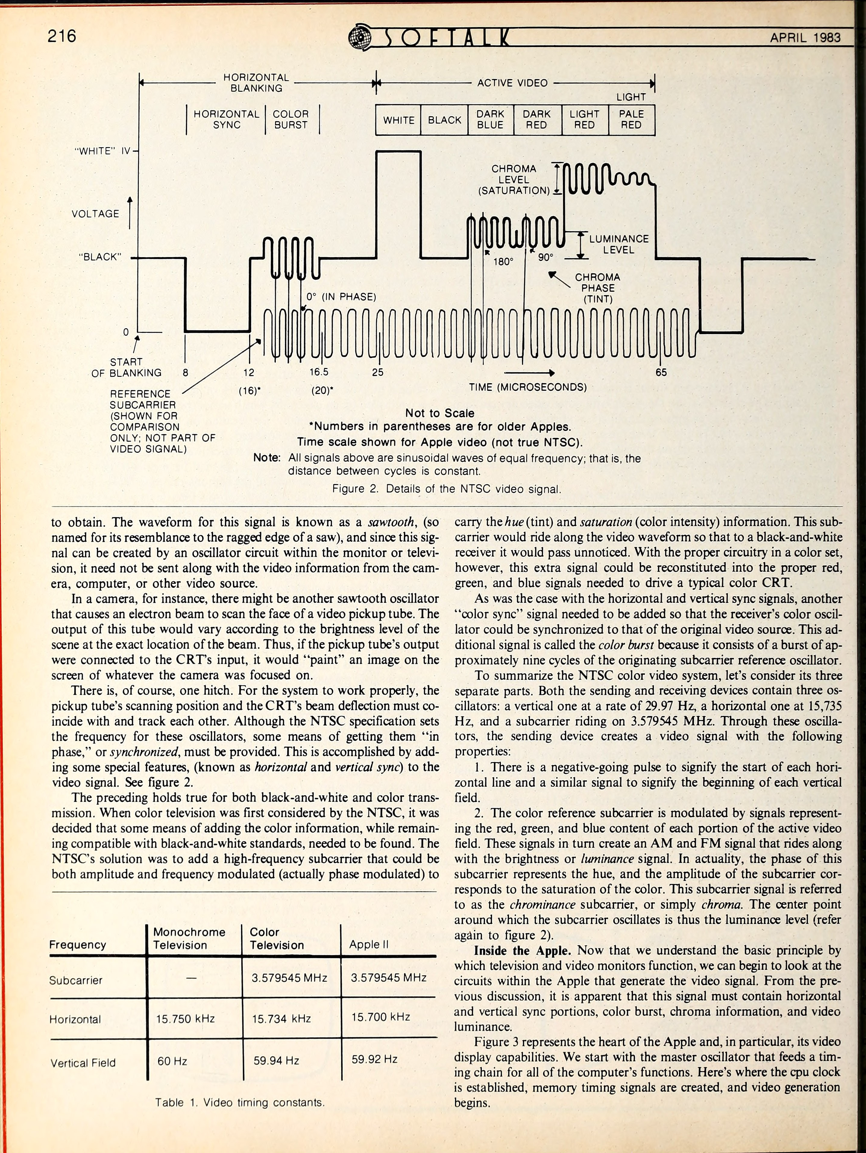 216
SOFTALK
APRIL 1983
HORIZONTAL
BLANKING
ACTIVE VIDEO
HORIZONTAL
SYNC
COLOR
BURST
WHITE
BLACK
DARK
BLUE
DARK
RED
LIGHT
RED
LIGHT
PALE
RED
"WHITE" IV
VOLTAGE
"BLACK"
0
CHROMA
LEVEL
(SATURATION)
LUMINANCE
LEVEL
180°
90°
CHROMA
PHASE
(TINT)
0° (IN PHASE)
START
OF BLANKING
8
12
16.5
25
65
(16)*
(20)*
TIME (MICROSECONDS)
REFERENCE
SUBCARRIER
(SHOWN FOR
COMPARISON
ONLY; NOT PART OF
VIDEO SIGNAL)
Not to Scale
*Numbers in parentheses are for older Apples.
Time scale shown for Apple video (not true NTSC).
Note: All signals above are sinusoidal waves of equal frequency; that is, the
distance between cycles is constant.
Figure 2. Details of the NTSC video signal.
to obtain. The waveform for this signal is known as a sawtooth, (so
named for its resemblance to the ragged edge of a saw), and since this sig-
nal can be created by an oscillator circuit within the monitor or televi-
sion, it need not be sent along with the video information from the cam-
era, computer, or other video source.
In a camera, for instance, there might be another sawtooth oscillator
that causes an electron beam to scan the face of a video pickup tube. The
output of this tube would vary according to the brightness level of the
scene at the exact location of the beam. Thus, if the pickup tube's output
were connected to the CRT's input, it would "paint" an image on the
screen of whatever the camera was focused on.
There is, of course, one hitch. For the system to work properly, the
pickup tube's scanning position and the CRT's beam deflection must co-
incide with and track each other. Although the NTSC specification sets
the frequency for these oscillators, some means of getting them "in
phase," or synchronized, must be provided. This is accomplished by add-
ing some special features, (known as horizontal and vertical sync) to the
video signal. See figure 2.
The preceding holds true for both black-and-white and color trans-
mission. When color television was first considered by the NTSC, it was
decided that some means of adding the color information, while remain-
ing compatible with black-and-white standards, needed to be found. The
NTSC's solution was to add a high-frequency subcarrier that could be
both amplitude and frequency modulated (actually phase modulated) to
Frequency
Monochrome
Television
Color
Television
Apple II
Subcarrier — 3.579545 MHz 3.579545 MHz
Horizontal 15.750 kHz 15.734 kHz 15.700 kHz
Vertical Field 60 Hz 59.94 Hz 59.92 Hz
Table 1. Video timing constants.
carry the hue (tint) and saturation (color intensity) information. This sub-
carrier would ride along the video waveform so that to a black-and-white
receiver it would pass unnoticed. With the proper circuitry in a color set,
however, this extra signal could be reconstituted into the proper red,
green, and blue signals needed to drive a typical color CRT.
As was the case with the horizontal and vertical sync signals, another
"color sync" signal needed to be added so that the receiver's color oscil-
lator could be synchronized to that of the original video source. This ad-
ditional signal is called the color burst because it consists of a burst of ap-
proximately nine cycles of the originating subcarrier reference oscillator.
To summarize the NTSC color video system, let's consider its three
separate parts. Both the sending and receiving devices contain three os-
cillators: a vertical one at a rate of 29.97 Hz, a horizontal one at 15,735
Hz, and a subcarrier riding on 3.579545 MHz. Through these oscilla-
tors, the sending device creates a video signal with the following
properties:
1. There is a negative-going pulse to signify the start of each hori-
zontal line and a similar signal to signify the beginning of each vertical
field.
2. The color reference subcarrier is modulated by signals represent-
ing the red, green, and blue content of each portion of the active video
field. These signals in turn create an AM and FM signal that rides along
with the brightness or luminance signal. In actuality, the phase of this
subcarrier represents the hue, and the amplitude of the subcarrier cor-
responds to the saturation of the color. This subcarrier signal is referred
to as the chrominance subcarrier, or simply chroma. The center point
around which the subcarrier oscillates is thus the luminance level (refer
again to figure 2).
Inside the Apple. Now that we understand the basic principle by
which television and video monitors function, we can begin to look at the
circuits within the Apple that generate the video signal. From the pre-
vious discussion, it is apparent that this signal must contain horizontal
and vertical sync portions, color burst, chroma information, and video
luminance.
Figure 3 represents the heart of the Apple and, in particular, its video
display capabilities. We start with the master oscillator that feeds a tim-
ing chain for all of the computer's functions. Here's where the cpu clock
is established, memory timing signals are created, and video generation
begins.